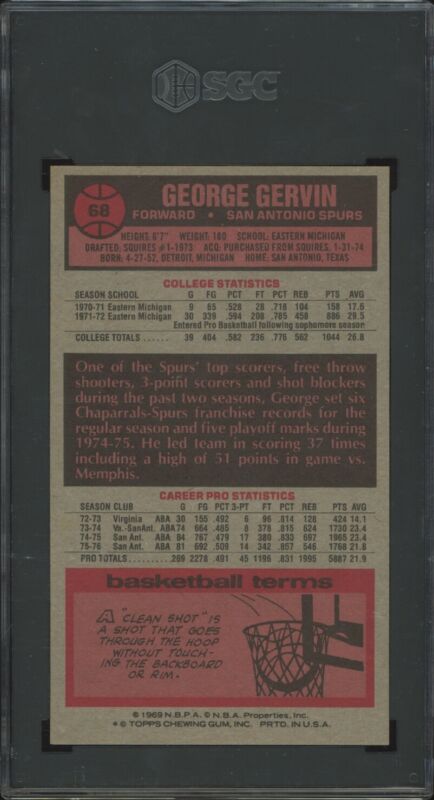 SGC
68
GEORGE GERVIN
FORWARD • SAN ANTONIO SPURS
HEIGHT: 6'7" WEIGHT: 180 SCHOOL: EASTERN MICHIGAN
DRAFTED: SQUIRES #1-1973 ACQ: PURCHASED FROM SQUIRES, 1-31-74
BORN: 4-27-52, DETROIT, MICHIGAN HOME: SAN ANTONIO, TEXAS
COLLEGE STATISTICS
SEASON SCHOOL G FG PCT FT PCT REB PTS AVG
1970-71 Eastern Michigan 9 65 .528 28 .718 104 158 17.6
1971-72 Eastern Michigan 30 339 .594 208 .785 458 886 29.5
Entered Pro Basketball following sophomore season
COLLEGE TOTALS ...... 39 404 .582 236 .776 562 1044 26.8
One of the Spurs' top scorers, free throw
shooters, 3-point scorers and shot blockers
during the past two seasons, George set six
Chaparrals-Spurs franchise records for the
regular season and five playoff marks during
1974-75. He led team in scoring 37 times
including a high of 51 points in game vs.
Memphis.
CAREER PRO STATISTICS
SEASON CLUB G FG PCT 3-PT FT PCT REB PTS AVG
72-73 Virginia ABA 30 155 .492 6 96 .814 128 424 14.1
73-74 Va.-SanAnt. ABA 74 664 .485 8 378 .815 624 1730 23.4
74-75 San Ant. ABA 84 767 .479 17 380 .830 697 1965 23.4
75-76 San Ant. ABA 81 692 .509 14 342 .857 546 1768 21.8
PRO TOTALS ........... 269 2278 .491 45 1196 .831 1995 5887 21.9
basketball terms
A "CLEAN SHOT" IS
A SHOT THAT GOES
THROUGH THE HOOP
WITHOUT TOUCH-
ING THE BACKBOARD
OR RIM.
© 1969 N.B.P.A. © N.B.A. Properties, Inc.
* © TOPPS CHEWING GUM, INC. PRTD. IN U.S.A.